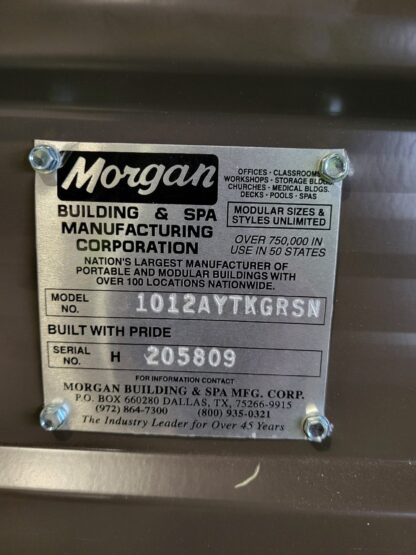 Morgan
OFFICES · CLASSROOMS
WORKSHOPS · STORAGE BLDGS.
CHURCHES · MEDICAL BLDGS.
DECKS · POOLS · SPAS
BUILDING & SPA
MANUFACTURING
CORPORATION
MODULAR SIZES &
STYLES UNLIMITED
OVER 750,000 IN
USE IN 50 STATES
NATION'S LARGEST MANUFACTURER OF
PORTABLE AND MODULAR BUILDINGS WITH
OVER 100 LOCATIONS NATIONWIDE.
MODEL NO. 1012AYTKGRSN
BUILT WITH PRIDE
SERIAL NO. H 205809
FOR INFORMATION CONTACT
MORGAN BUILDING & SPA MFG. CORP.
P.O. BOX 660280 DALLAS, TX, 75266-9915
(972) 864-7300 (800) 935-0321
The Industry Leader for Over 45 Years